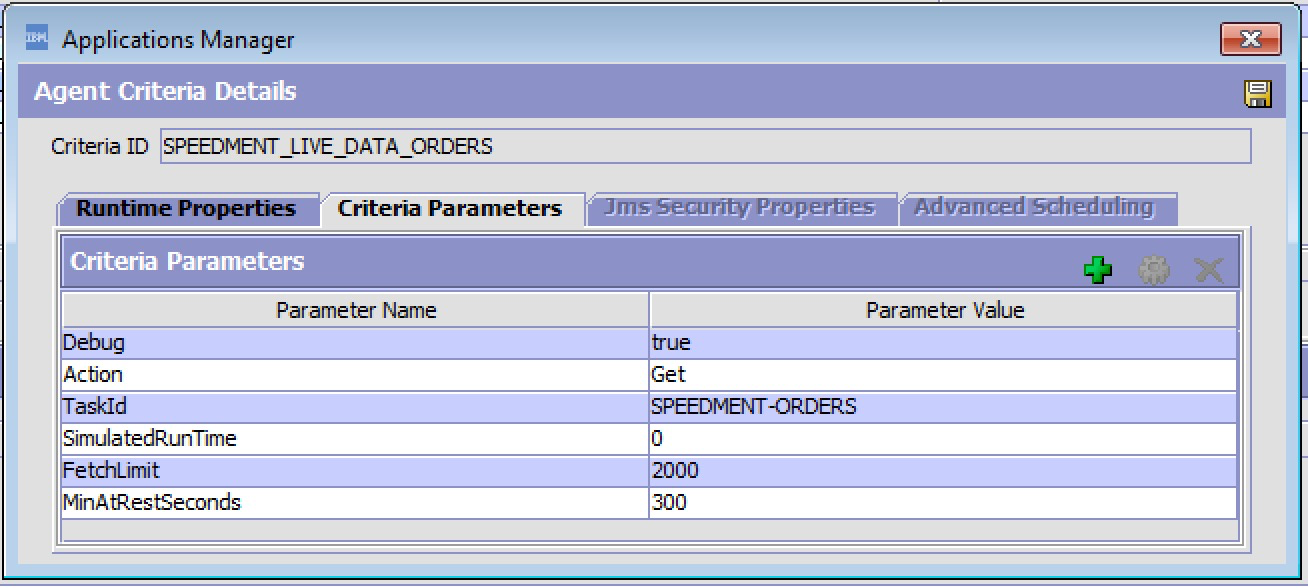 IBM Applications Manager
Agent Criteria Details
Criteria ID SPEEDMENT_LIVE_DATA_ORDERS
Runtime Properties Criteria Parameters Jms Security Properties Advanced Scheduling
Criteria Parameters
Parameter Name Parameter Value
Debug true
Action Get
TaskId SPEEDMENT-ORDERS
SimulatedRunTime 0
FetchLimit 2000
MinAtRestSeconds 300